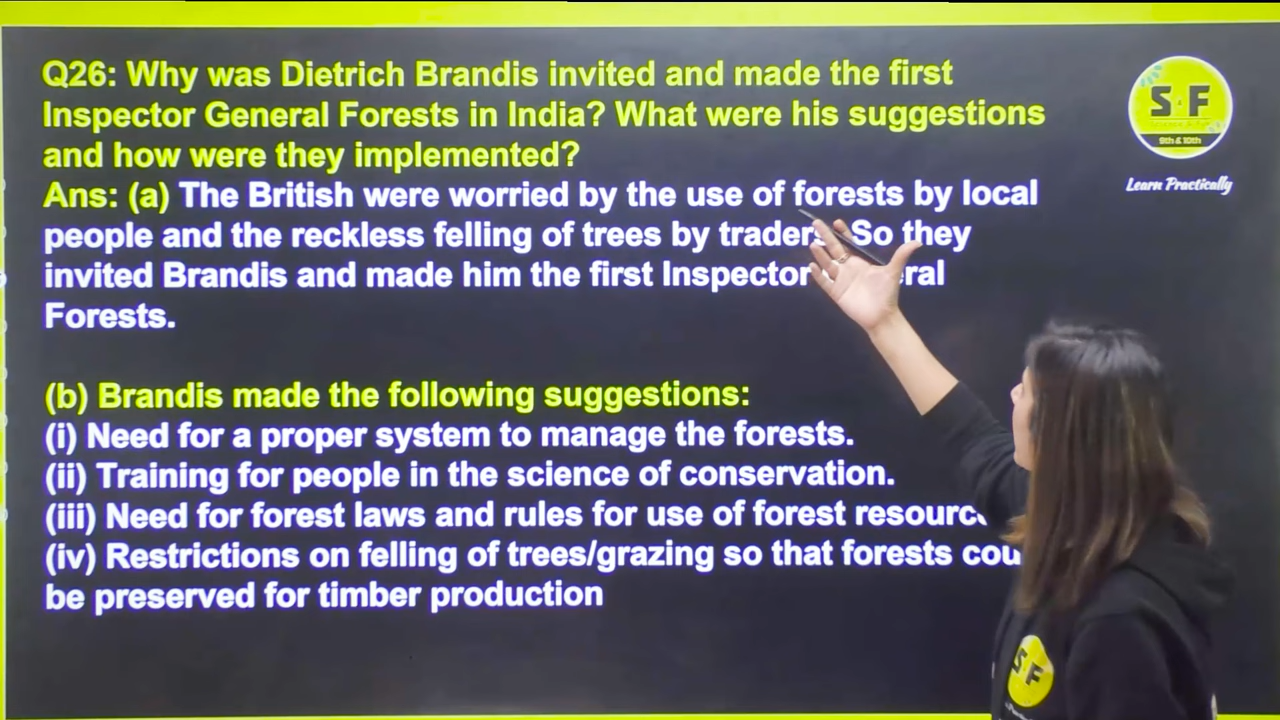 Q26: Why was Dietrich Brandis invited and made the first
Inspector General Forests in India? What were his suggestions
and how were they implemented?
Ans: (a) The British were worried by the use of forests by local
people and the reckless felling of trees by traders. So they
invited Brandis and made him the first Inspector
Forests.
(b) Brandis made the following suggestions:
(i) Need for a proper system to manage the forests.
(ii) Training for people in the science of conservation.
(iii) Need for forest laws and rules for use of forest
(iv) Restrictions on felling of trees/grazing so that forests
be preserved for timber production
S F
9th & 10th
Learn Practically
S F